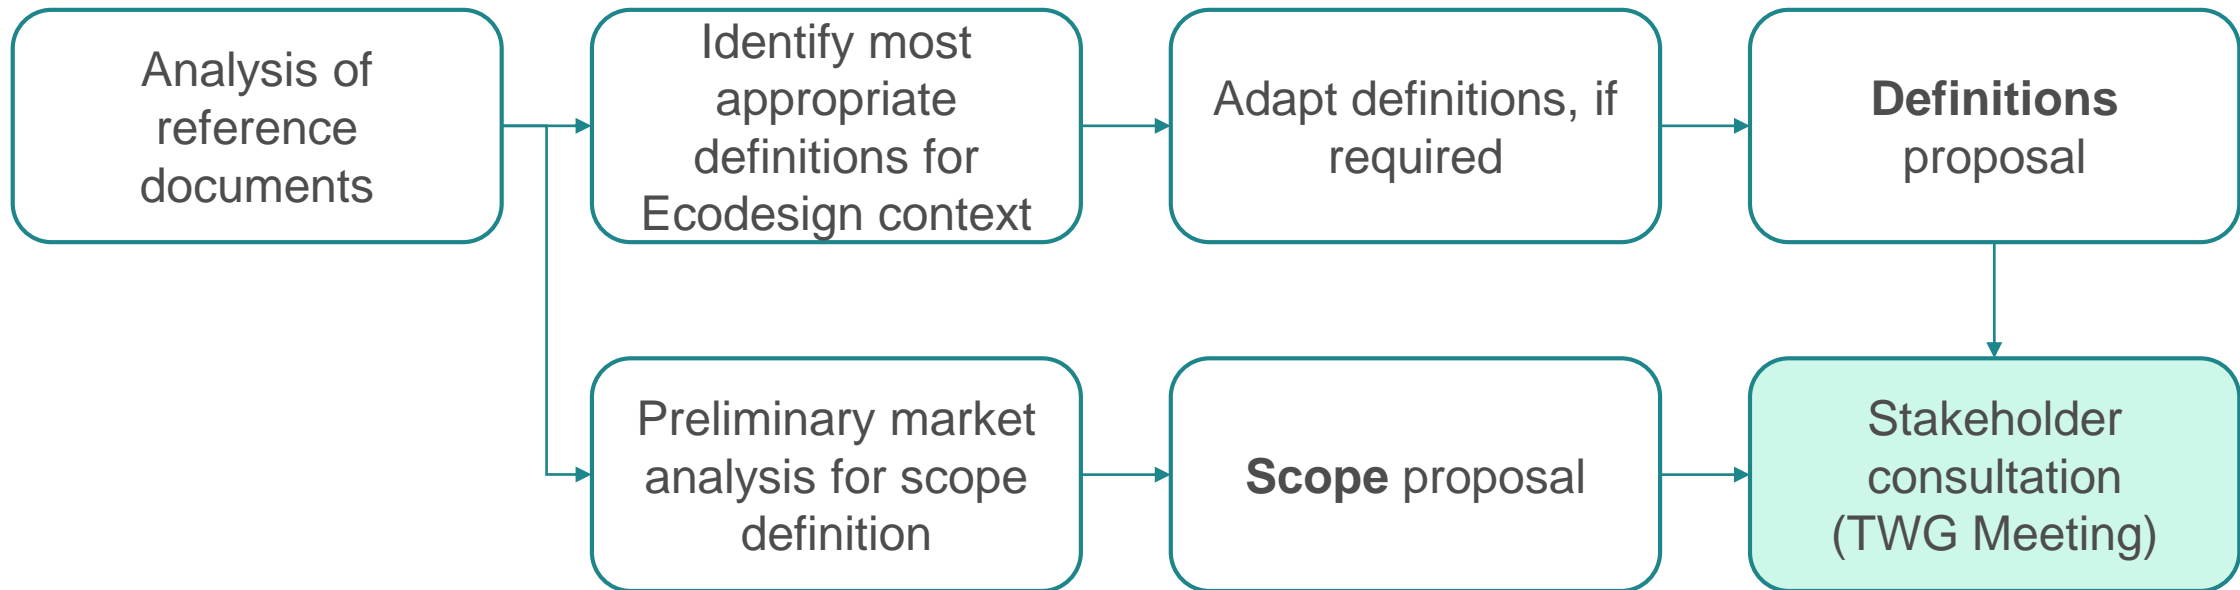 Analysis of
reference
documents
Identify most
appropriate
definitions for
Ecodesign context
Adapt definitions, if
required
Definitions
proposal
Preliminary market
analysis for scope
definition
Scope proposal
Stakeholder
consultation
(TWG Meeting)